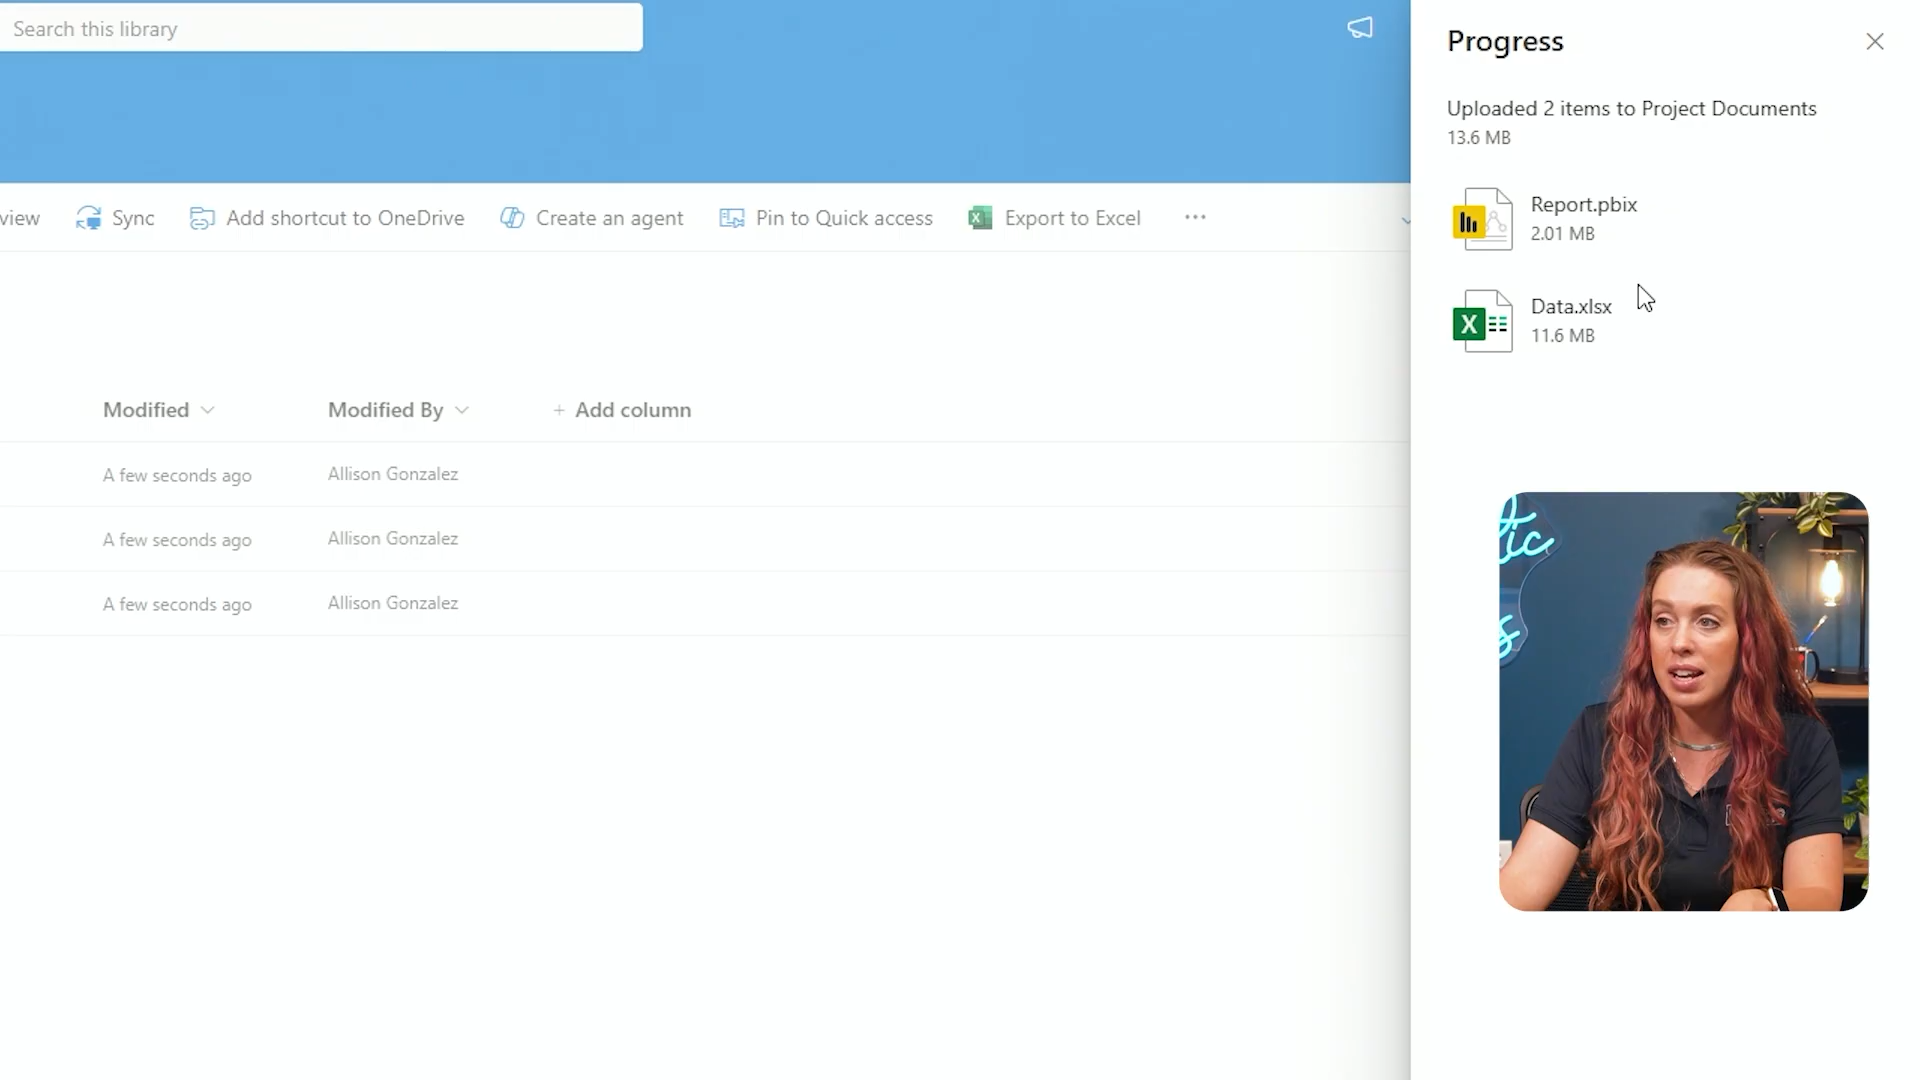 Search this library
Progress
Uploaded 2 items to Project Documents
13.6 MB
Report.pbix
2.01 MB
Data.xlsx
11.6 MB
view Sync Add shortcut to OneDrive Create an agent Pin to Quick access Export to Excel ...
Modified Modified By + Add column
A few seconds ago Allison Gonzalez
A few seconds ago Allison Gonzalez
A few seconds ago Allison Gonzalez